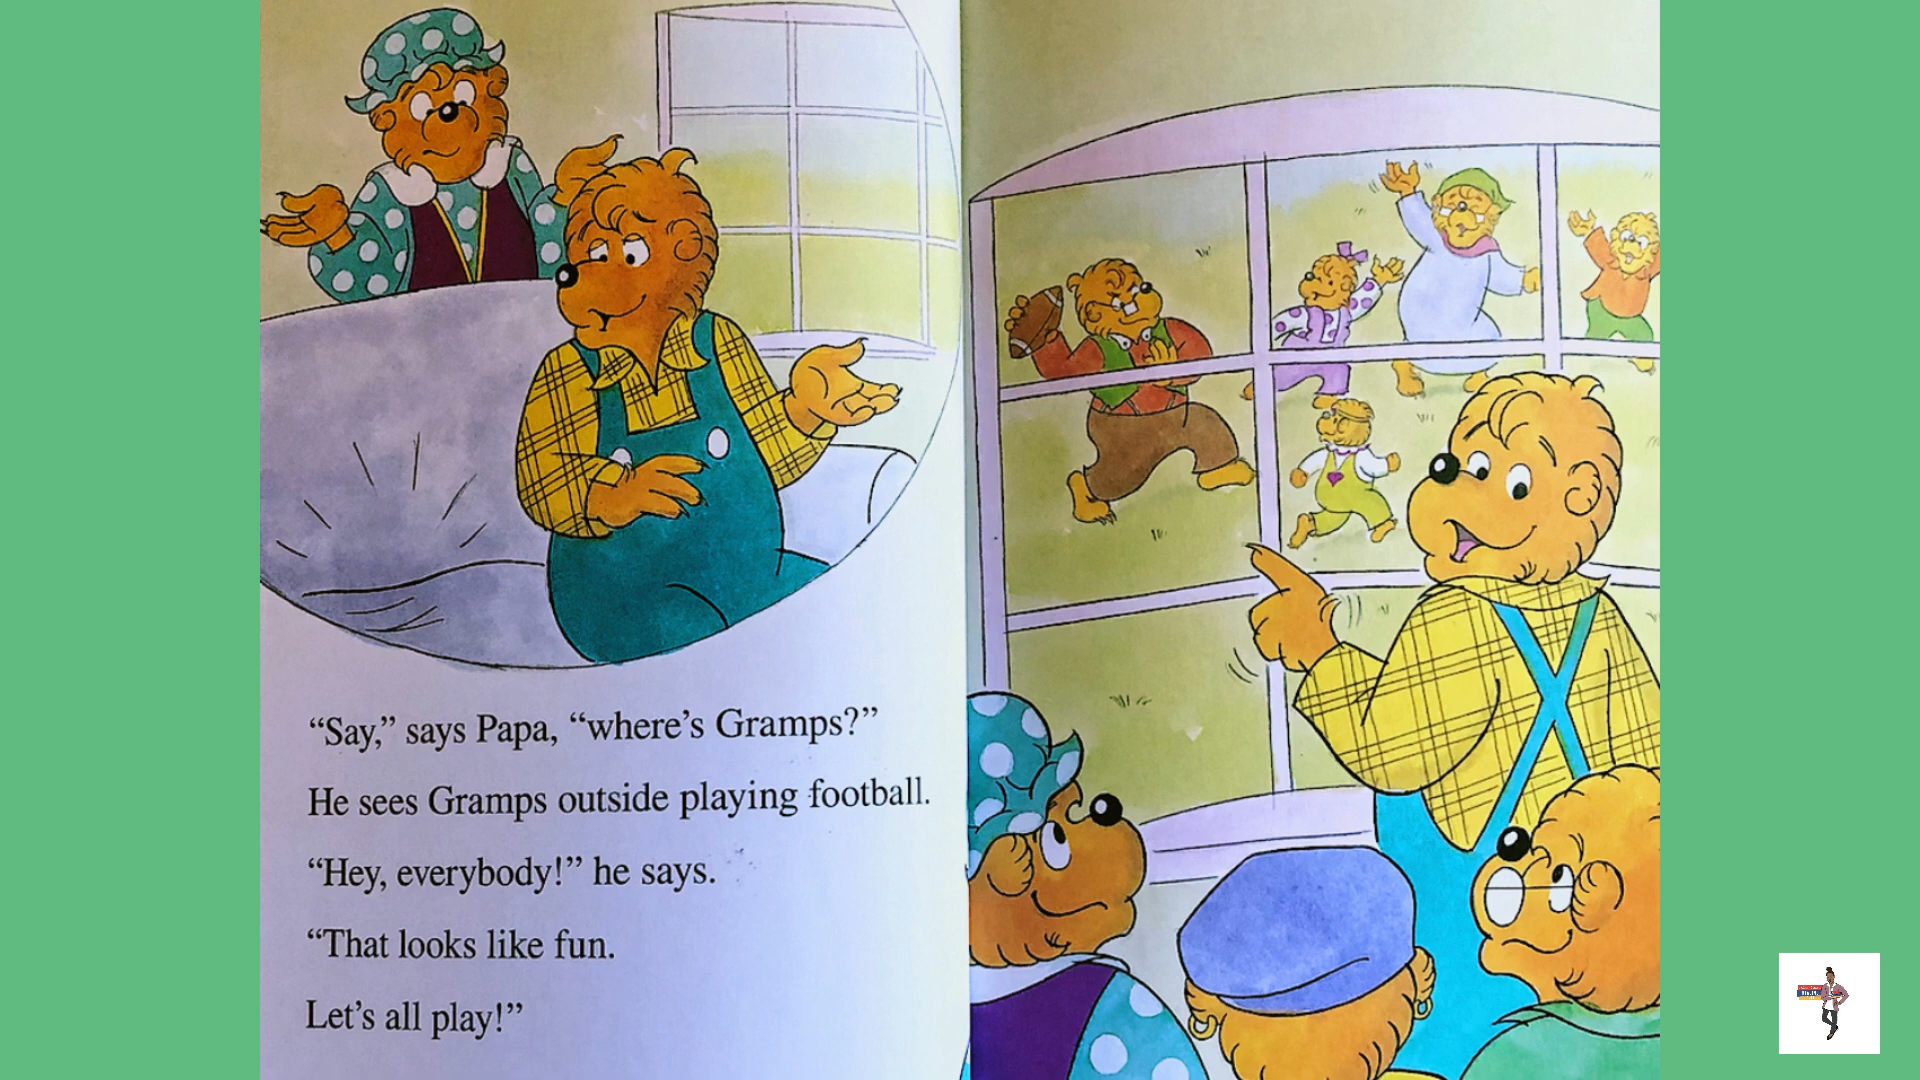 “Say,” says Papa, “where’s Gramps?”
He sees Gramps outside playing football.
“Hey, everybody!” he says.
“That looks like fun.
Let’s all play!”